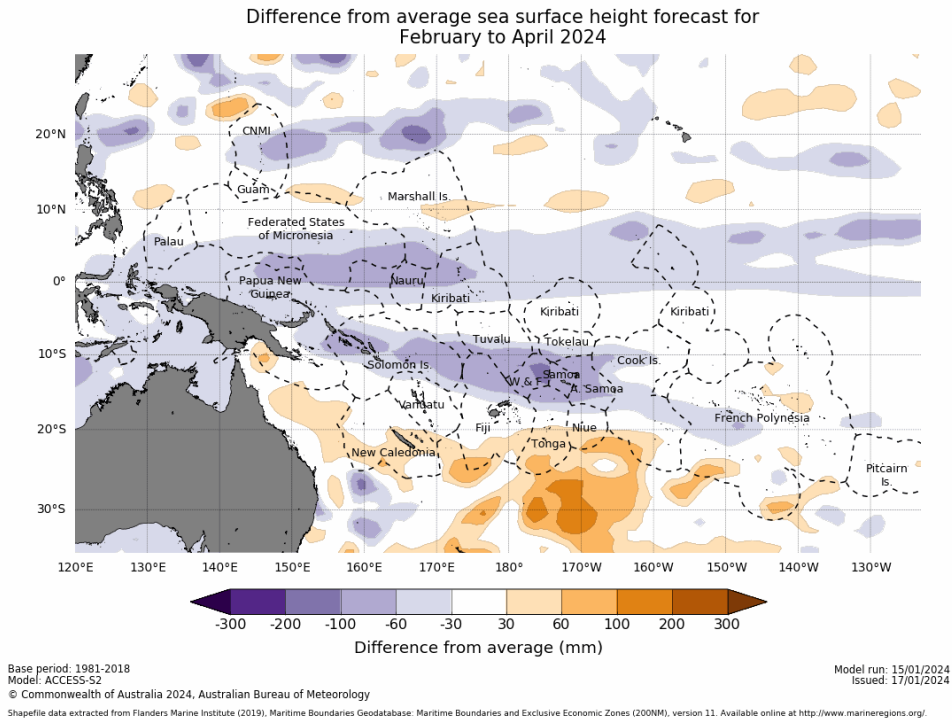 Difference from average sea surface height forecast for
February to April 2024
20°N
10°N
0°
10°S
20°S
30°S
CNMI
Guam
Marshall Is.
Federated States
of Micronesia
Palau
Papua New
Guinea
Nauru
Kiribati
Kiribati
Kiribati
Tuvalu
Tokelau
Solomon Is.
Cook Is.
Samoa
W & F
A. Samoa
Vanuatu
Fiji
Niue
French Polynesia
Tonga
New Caledonia
Pitcairn
Is.
120°E 130°E 140°E 150°E 160°E 170°E 180° 170°W 160°W 150°W 140°W 130°W
-300 -200 -100 -60 -30 30 60 100 200 300
Difference from average (mm)
Base period: 1981-2018
Model: ACCESS-S2
© Commonwealth of Australia 2024, Australian Bureau of Meteorology
Model run: 15/01/2024
Issued: 17/01/2024
Shapefile data extracted from Flanders Marine Institute (2019), Maritime Boundaries Geodatabase: Maritime Boundaries and Exclusive Economic Zones (200NM), version 11. Available online at http://www.marineregions.org/.